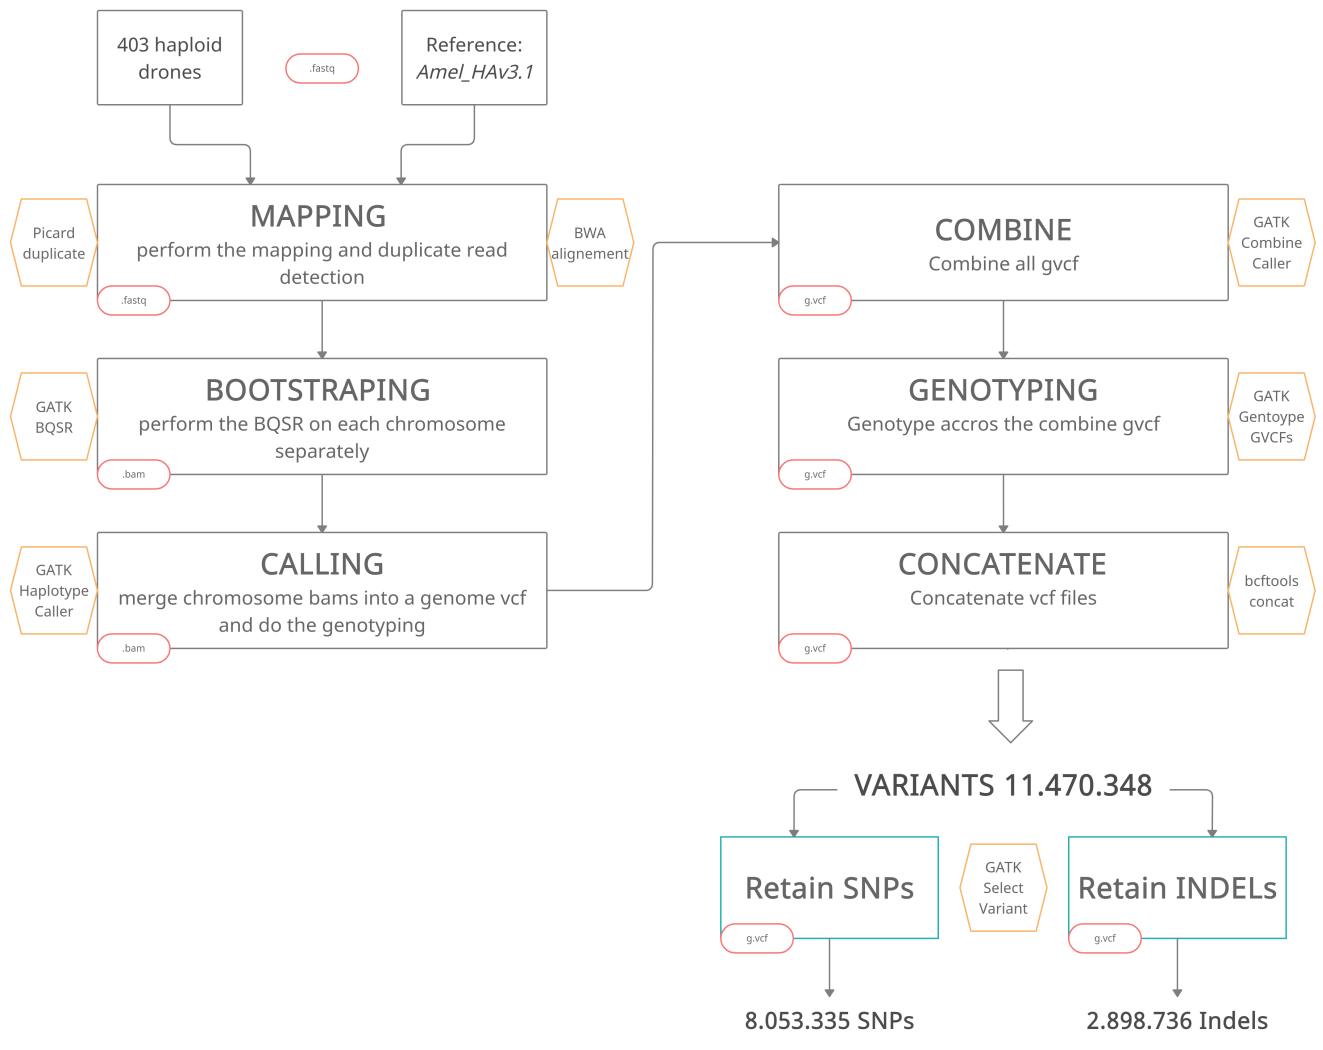 403 haploid
drones
.fastq
Reference:
Amel_HAv3.1
Picard
duplicate
MAPPING
perform the mapping and duplicate read
detection
.fastq
BWA
alignement
GATK
BQSR
BOOTSTRAPING
perform the BQSR on each chromosome
separately
.bam
GATK
Haplotype
Caller
CALLING
merge chromosome bams into a genome vcf
and do the genotyping
.bam
COMBINE
Combine all gvcf
g.vcf
GATK
Combine
Caller
GENOTYPING
Genotype accros the combine gvcf
g.vcf
GATK
Gentoype
GVCFs
CONCATENATE
Concatenate vcf files
g.vcf
bcftools
concat
VARIANTS 11.470.348
Retain SNPs
g.vcf
GATK
Select
Variant
Retain INDELs
g.vcf
8.053.335 SNPs
2.898.736 Indels